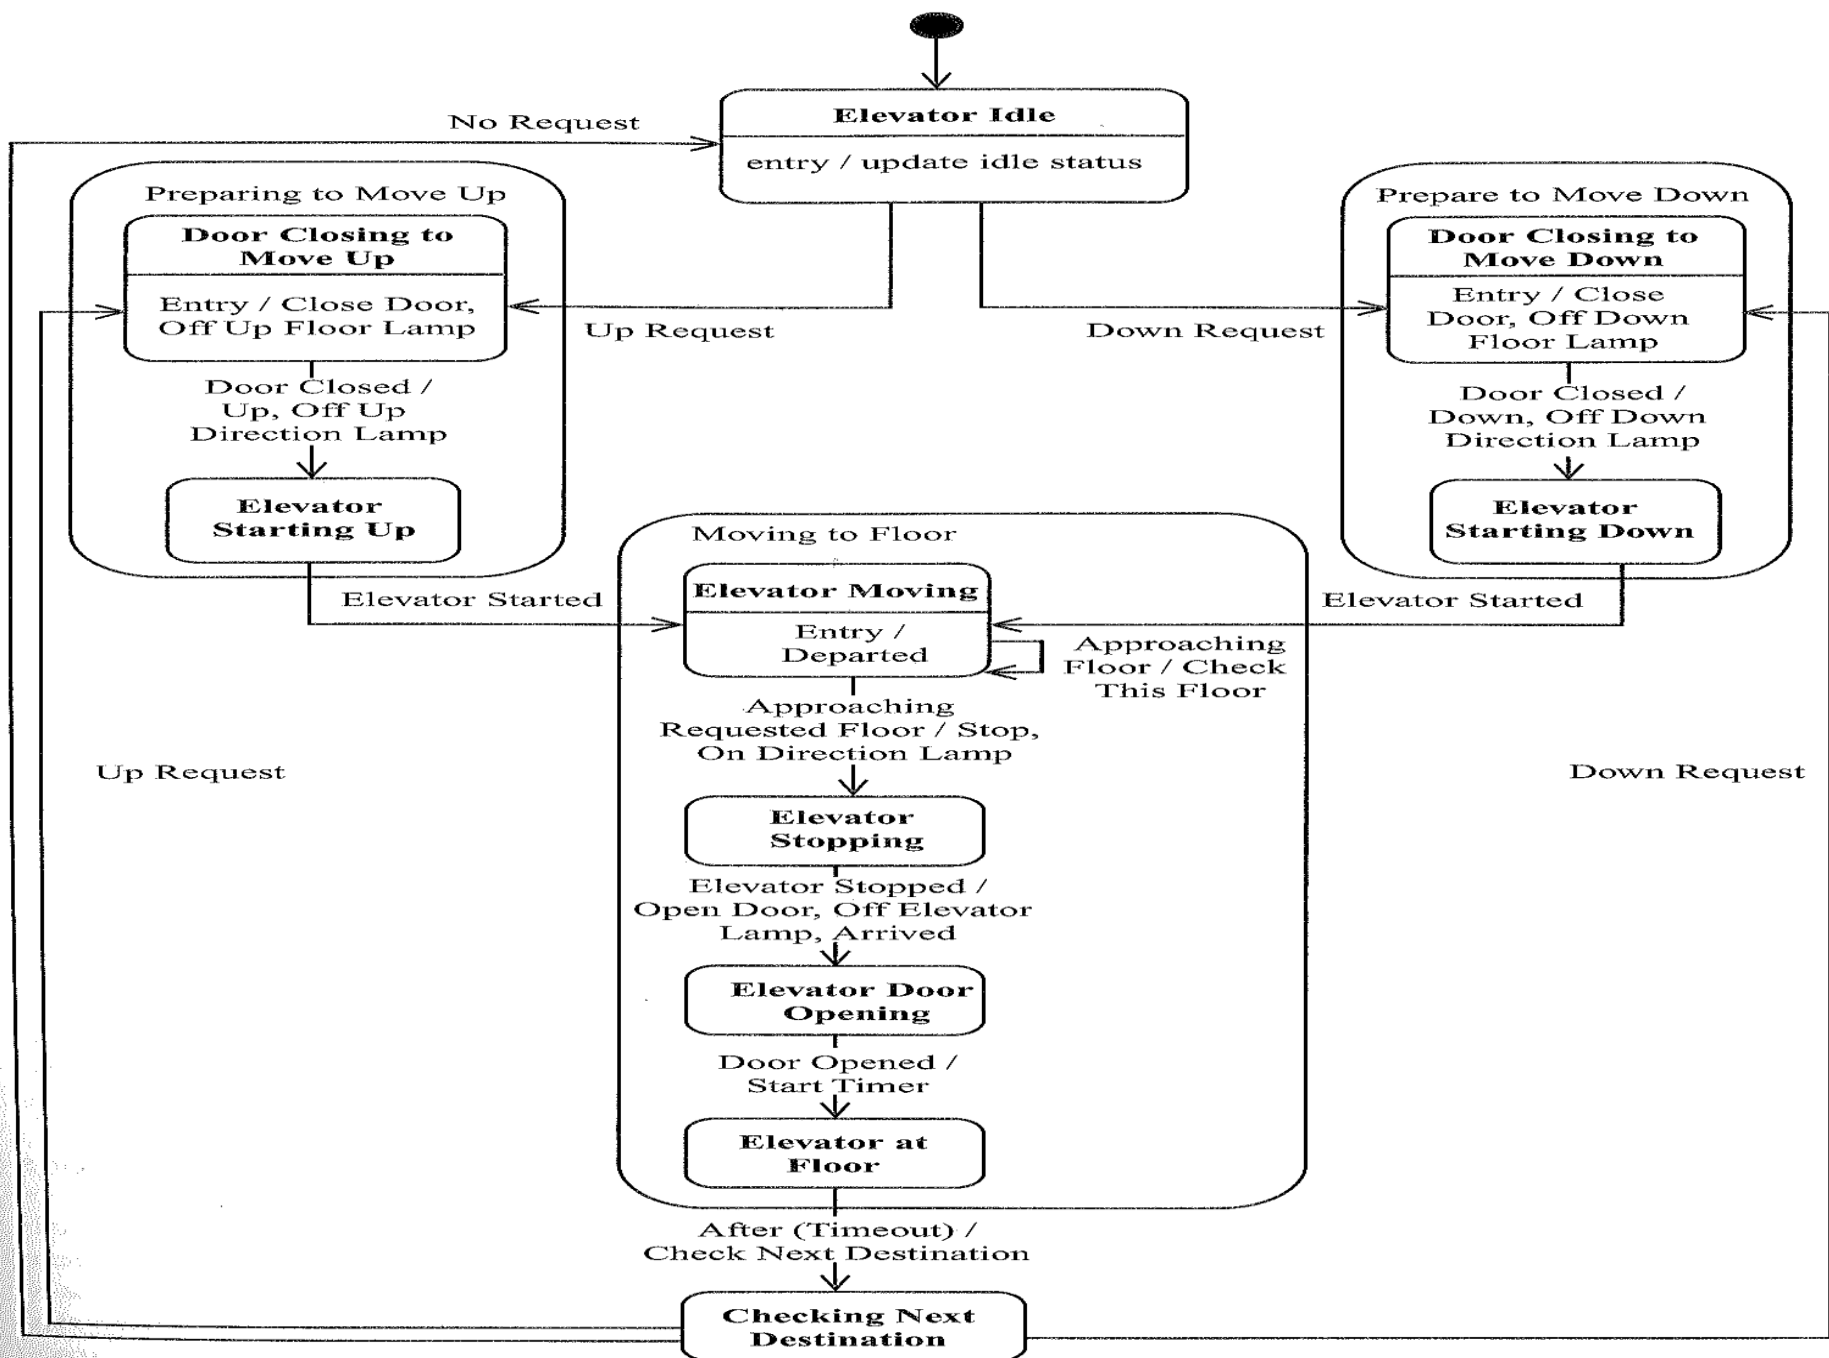 Elevator Idle
entry / update idle status
No Request
Preparing to Move Up
Door Closing to
Move Up
Entry / Close Door,
Off Up Floor Lamp
Door Closed /
Up, Off Up
Direction Lamp
Elevator
Starting Up
Up Request
Down Request
Prepare to Move Down
Door Closing to
Move Down
Entry / Close
Door, Off Down
Floor Lamp
Door Closed /
Down, Off Down
Direction Lamp
Elevator
Starting Down
Elevator Started
Elevator Started
Moving to Floor
Elevator Moving
Entry /
Departed
Approaching
Floor / Check
This Floor
Approaching
Requested Floor / Stop,
On Direction Lamp
Up Request
Down Request
Elevator
Stopping
Elevator Stopped /
Open Door, Off Elevator
Lamp, Arrived
Elevator Door
Opening
Door Opened /
Start Timer
Elevator at
Floor
After (Timeout) /
Check Next Destination
Checking Next
Destination